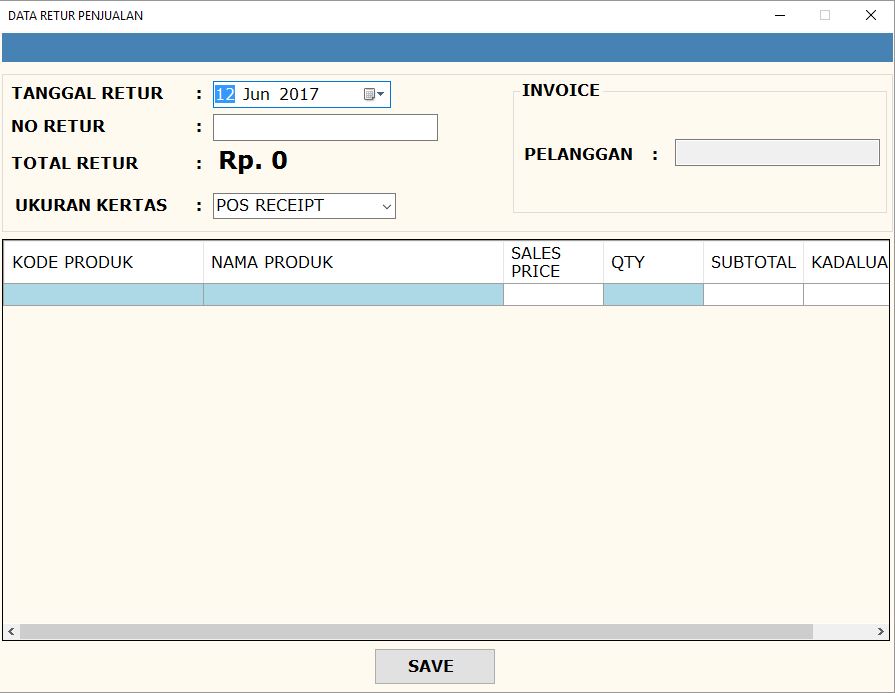 DATA RETUR PENJUALAN
TANGGAL RETUR : 12 Jun 2017
NO RETUR :
TOTAL RETUR : Rp. 0
UKURAN KERTAS : POS RECEIPT
INVOICE
PELANGGAN :
KODE PRODUK NAMA PRODUK SALES PRICE QTY SUBTOTAL KADALUA
SAVE